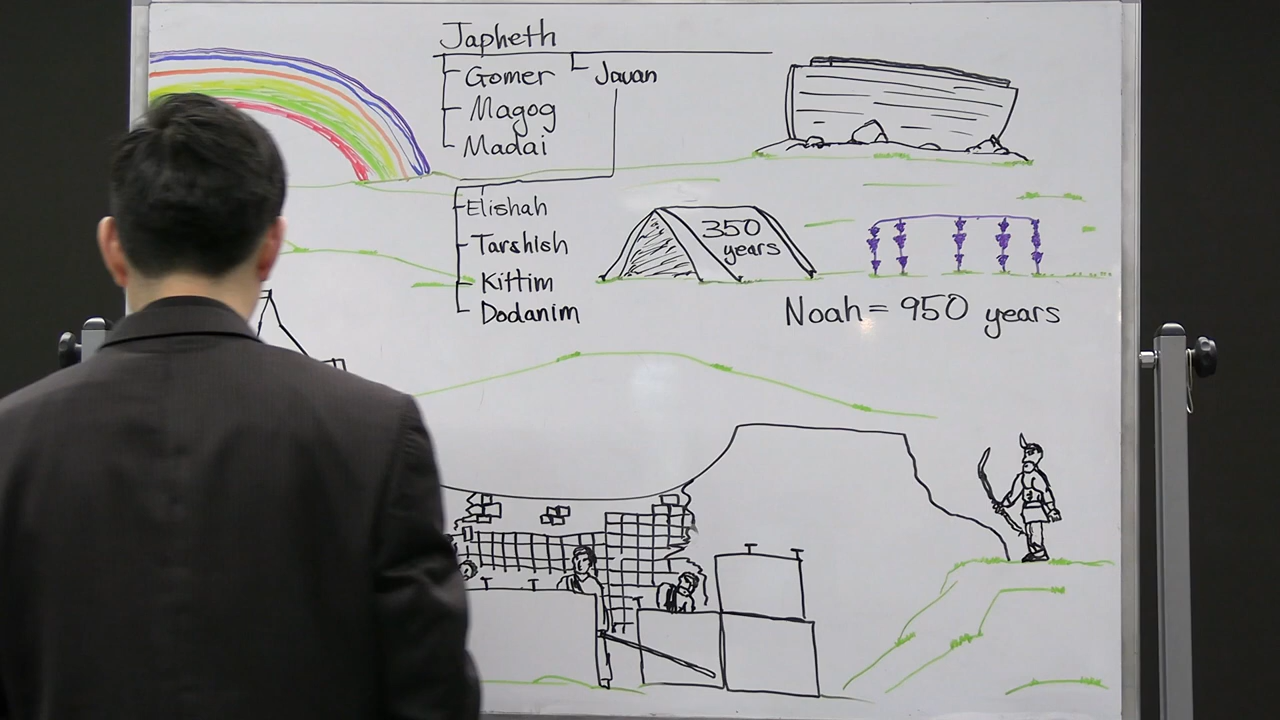 Japheth
Gomer
Javan
Magog
Madai
Elishah
Tarshish
Kittim
Dodanim
350
years
Noah = 950 years